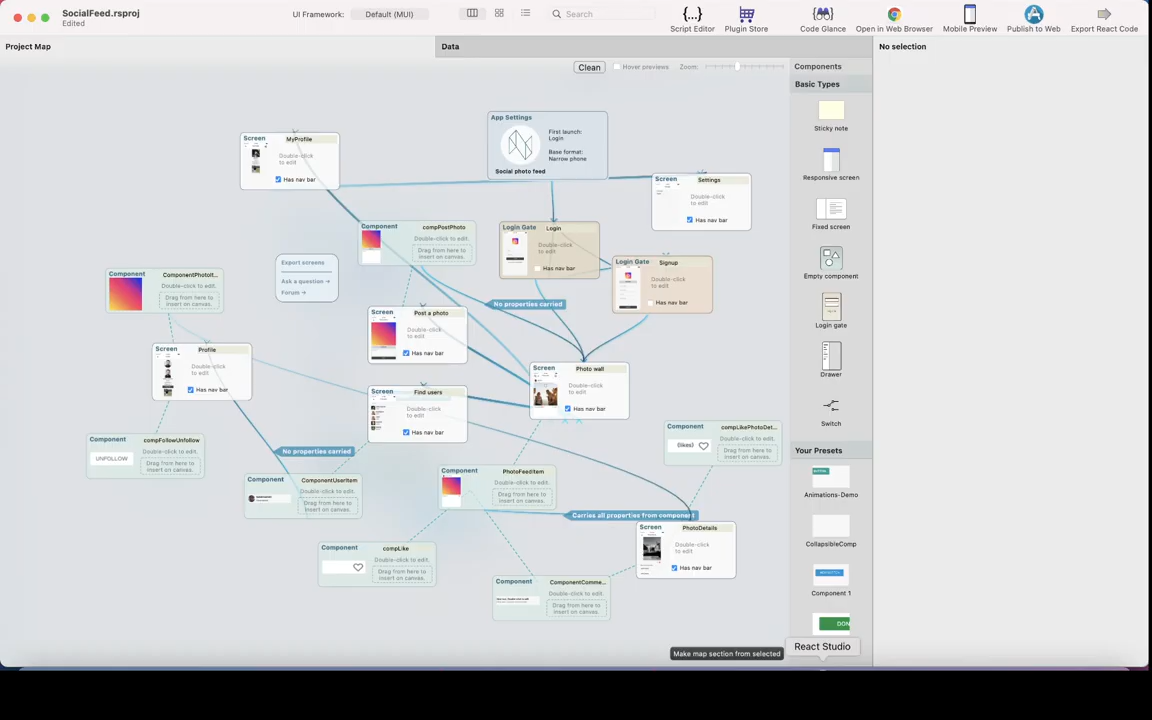 SocialFeed.rsproj
Edited
UI Framework:
Default (MUI)
Search
Script Editor
Plugin Store
Code Glance
Open in Web Browser
Mobile Preview
Publish to Web
Export React Code
Project Map
Data
No selection
Clean
Hover previews
Zoom:
Components
Basic Types
Sticky note
Responsive screen
Fixed screen
Empty component
Login gate
Drawer
Switch
Your Presets
Animations-Demo
CollapsibleComp
Component 1
DON
React Studio
App Settings
First launch:
Login
Base format:
Narrow phone
Social photo feed
Screen
MyProfile
Double-click
to edit
Has nav bar
Screen
Settings
Double-click
to edit
Has nav bar
Component
compPostPhoto
Double-click to edit.
Drag from here to
insert on canvas.
Login Gate
Login
Double-click
to edit
Has nav bar
Login Gate
Signup
Double-click
to edit
Has nav bar
Export screens
Ask a question →
Forum →
Component
ComponentPhotoIt...
Double-click to edit.
Drag from here to
insert on canvas.
No properties carried
Screen
Post a photo
Double-click
to edit
Has nav bar
Screen
Profile
Double-click
to edit
Has nav bar
Screen
Photo wall
Double-click
to edit
Has nav bar
Screen
Find users
Double-click
to edit
Has nav bar
Component
compLikePhotoDet...
(likes)
Double-click to edit.
Drag from here to
insert on canvas.
Component
compFollowUnfollow
UNFOLLOW
Double-click to edit.
Drag from here to
insert on canvas.
No properties carried
Component
ComponentUserItem
Double-click to edit.
Drag from here to
insert on canvas.
Component
PhotoFeedItem
Double-click to edit.
Drag from here to
insert on canvas.
Carries all properties from component
Screen
PhotoDetails
Double-click
to edit
Has nav bar
Component
compLike
Double-click to edit.
Drag from here to
insert on canvas.
Component
ComponentComme...
Double-click to edit.
Drag from here to
insert on canvas.
Make map section from selected